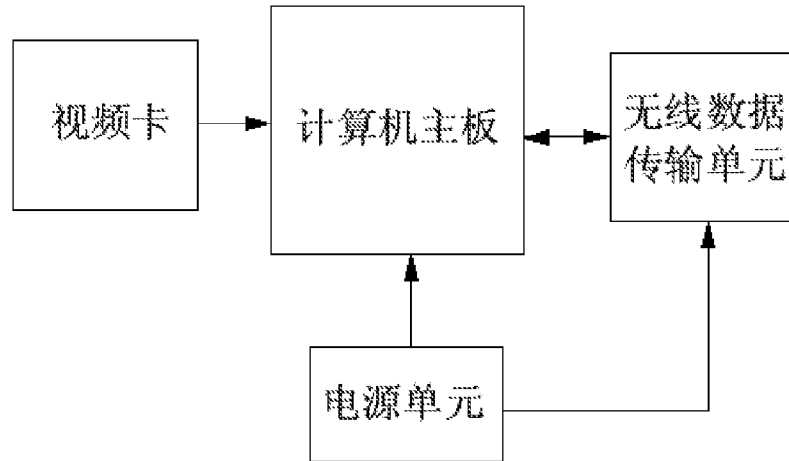 视频卡
计算机主板
无线数据
传输单元
电源单元